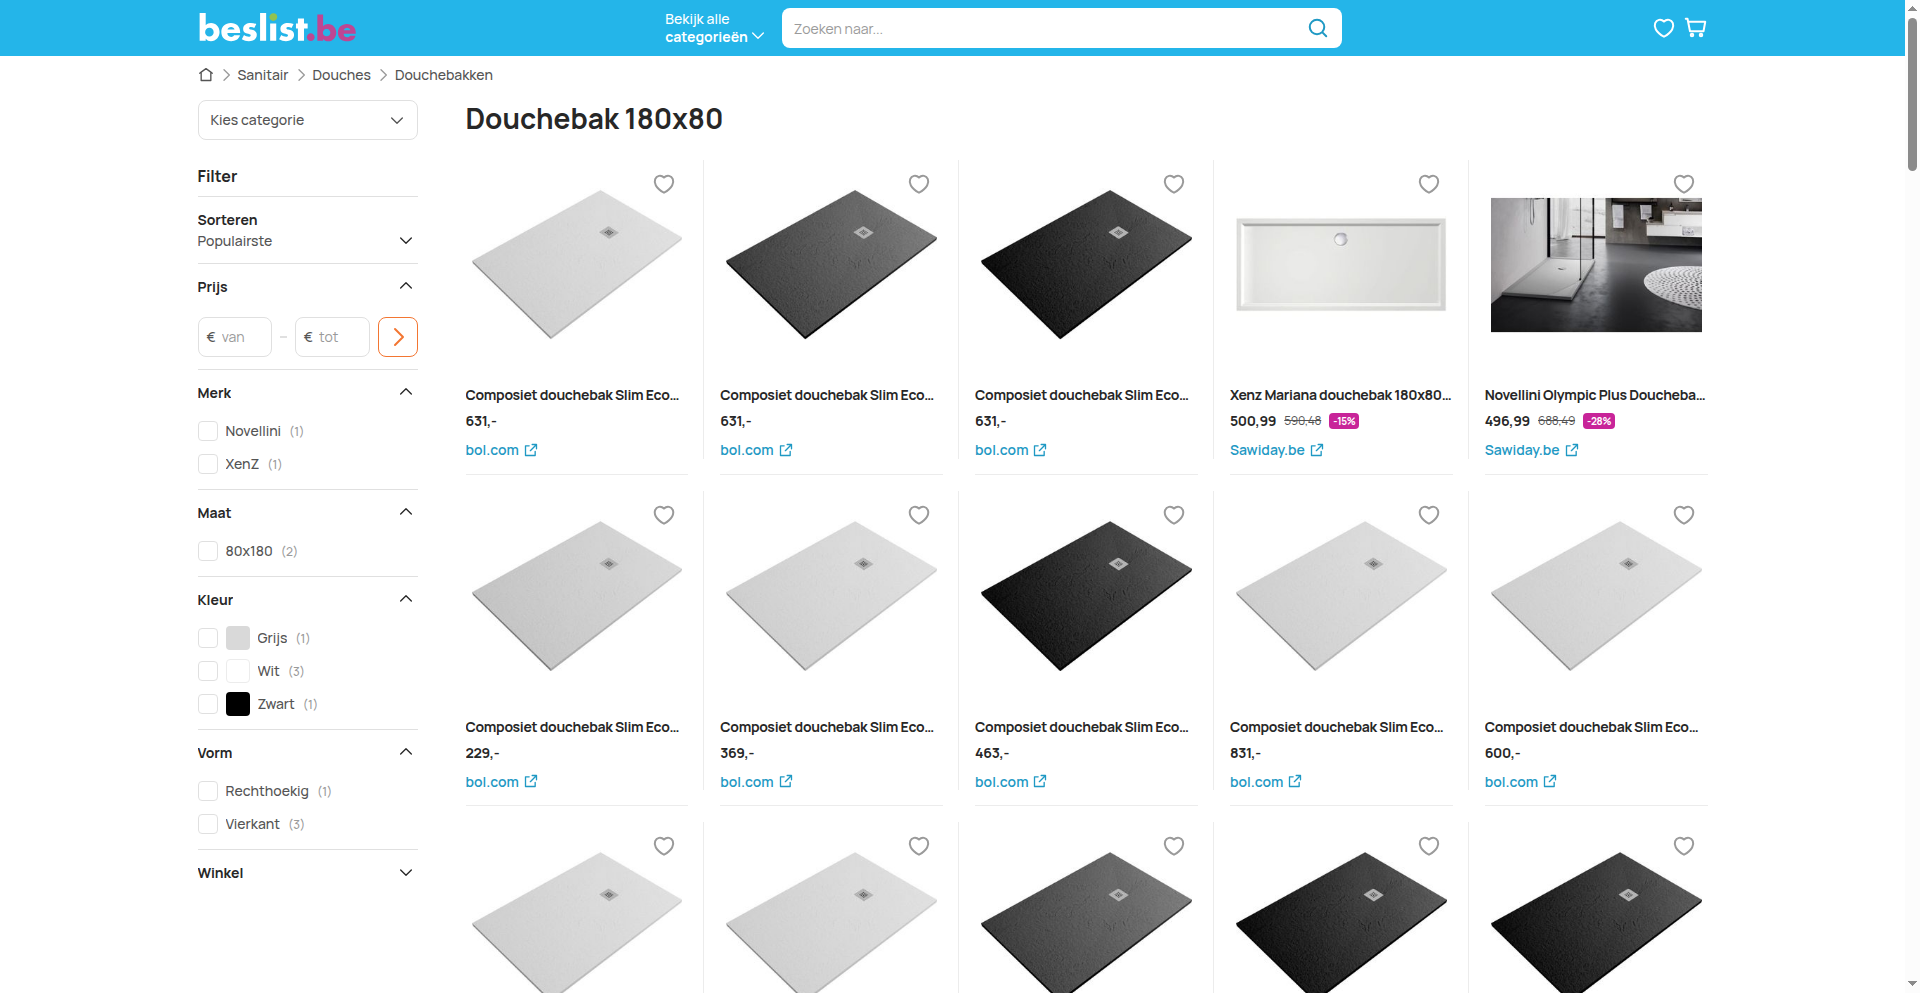 beslist.be
Bekijk alle
categorieën
Zoeken naar...
Sanitair
Douches
Douchebakken
Kies categorie
Douchebak 180x80
Filter
Sorteren
Populairste
Prijs
€ van
–
€ tot
Merk
Novellini (1)
XenZ (1)
Maat
80x180 (2)
Kleur
Grijs (1)
Wit (3)
Zwart (1)
Vorm
Rechthoekig (1)
Vierkant (3)
Winkel
Composiet douchebak Slim Eco...
631,-
bol.com
Composiet douchebak Slim Eco...
631,-
bol.com
Composiet douchebak Slim Eco...
631,-
bol.com
Xenz Mariana douchebak 180x80...
500,99 590,48 -15%
Sawiday.be
Novellini Olympic Plus Doucheba...
496,99 688,49 -28%
Sawiday.be
Composiet douchebak Slim Eco...
229,-
bol.com
Composiet douchebak Slim Eco...
369,-
bol.com
Composiet douchebak Slim Eco...
463,-
bol.com
Composiet douchebak Slim Eco...
831,-
bol.com
Composiet douchebak Slim Eco...
600,-
bol.com